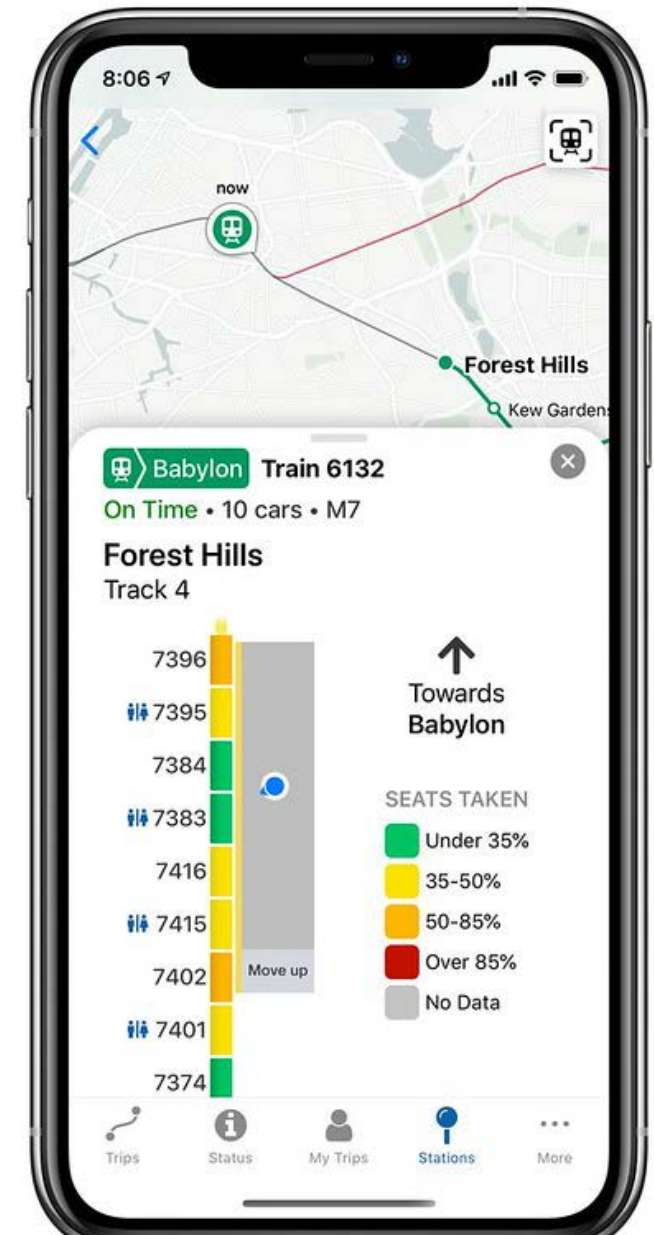 8:06
now
Forest Hills
Kew Gardens
Babylon Train 6132
On Time • 10 cars • M7
Forest Hills
Track 4
7396
7395
7384
7383
7416
7415
7402
7401
7374
Move up
Towards
Babylon
SEATS TAKEN
Under 35%
35-50%
50-85%
Over 85%
No Data
Trips
Status
My Trips
Stations
More